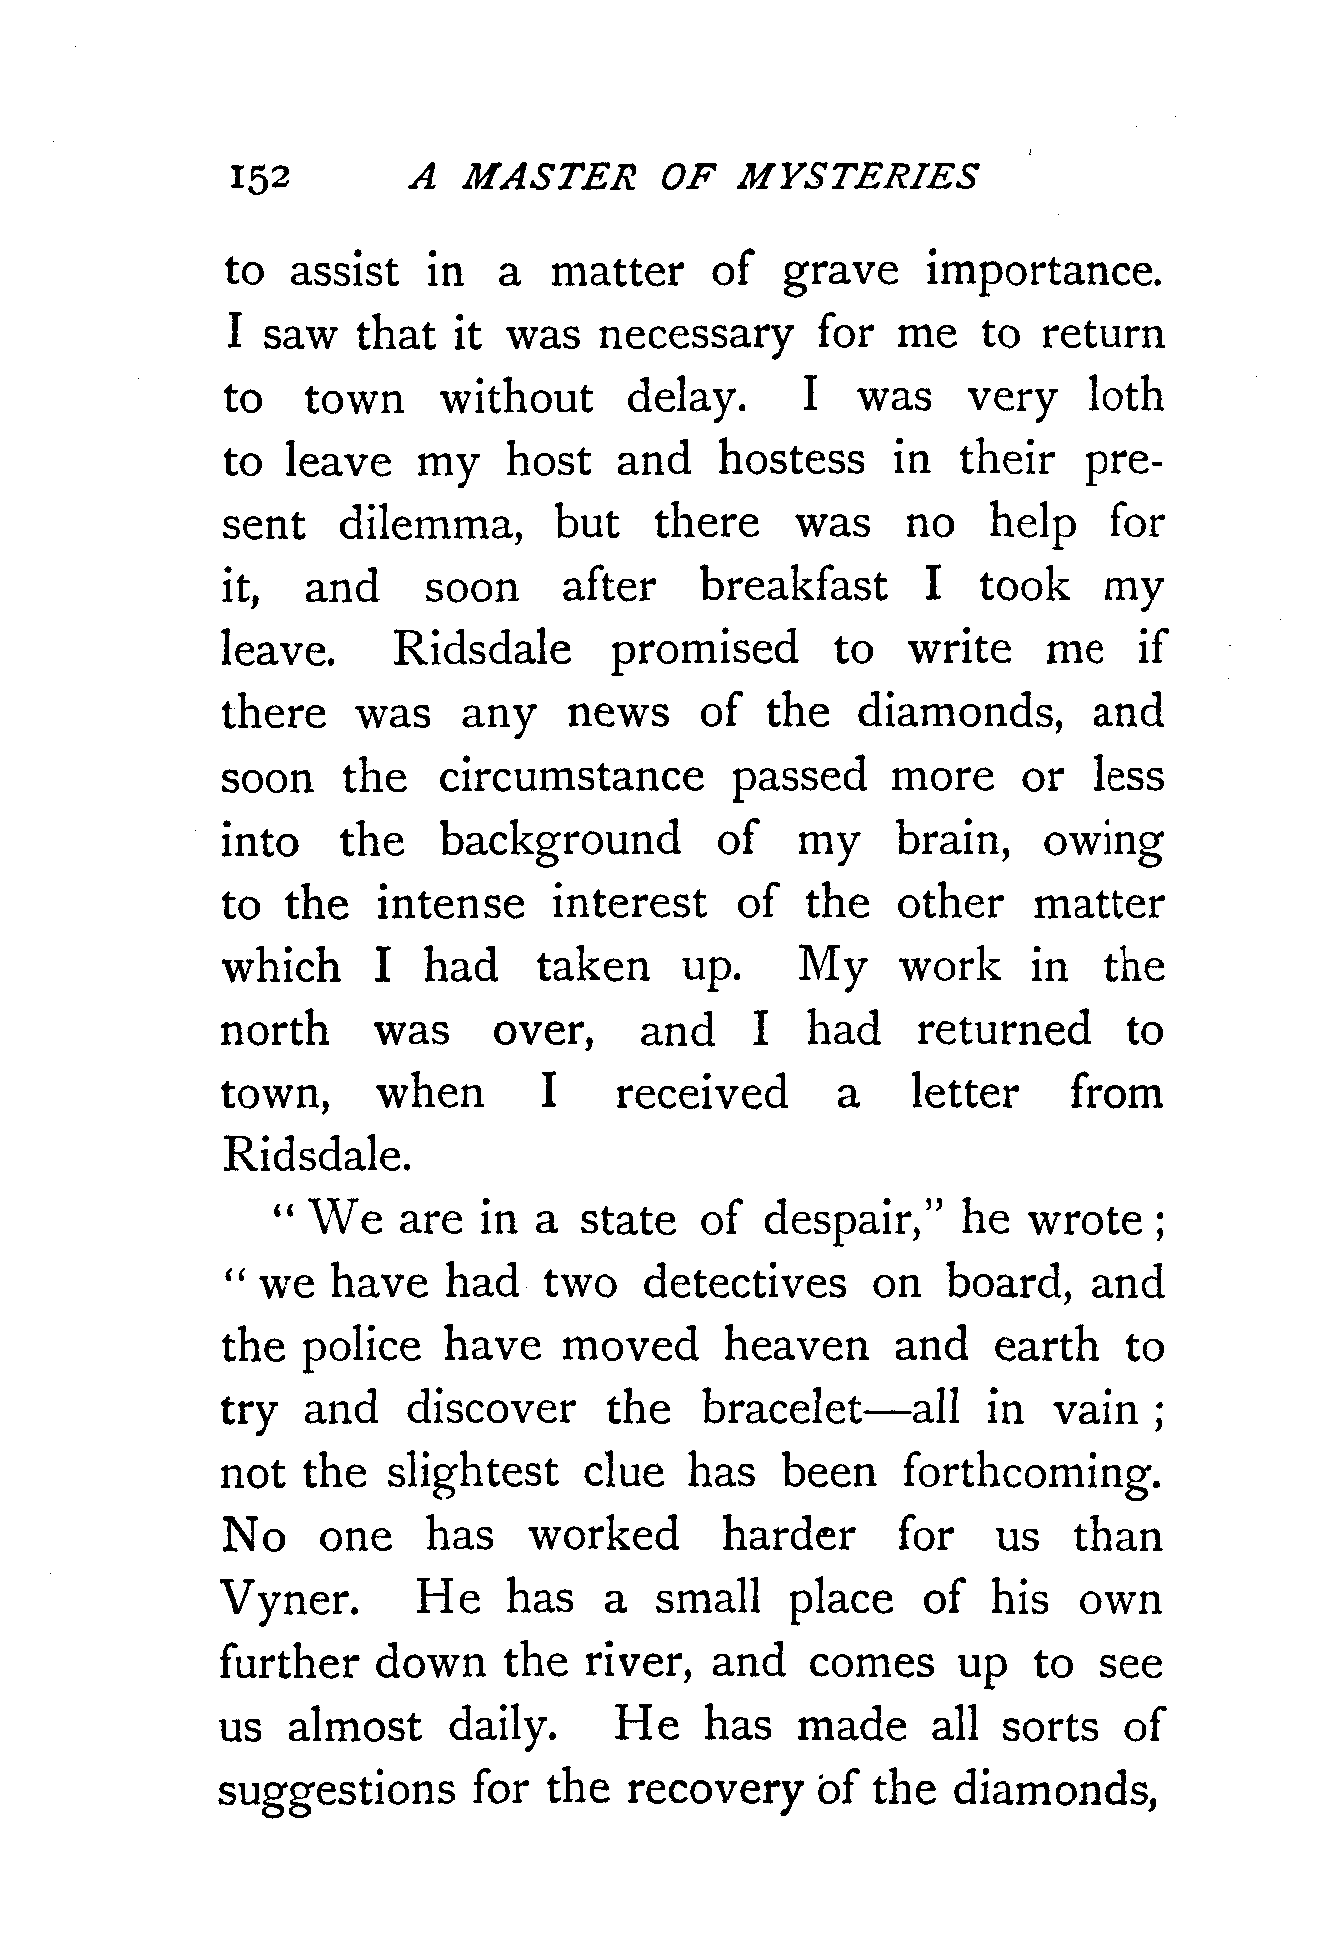 152 A MASTER OF MYSTERIES
to assist in a matter of grave importance.
I saw that it was necessary for me to return
to town without delay. I was very loth
to leave my host and hostess in their pre-
sent dilemma, but there was no help for
it, and soon after breakfast I took my
leave. Ridsdale promised to write me if
there was any news of the diamonds, and
soon the circumstance passed more or less
into the background of my brain, owing
to the intense interest of the other matter
which I had taken up. My work in the
north was over, and I had returned to
town, when I received a letter from
Ridsdale.
“ We are in a state of despair,” he wrote ;
“ we have had two detectives on board, and
the police have moved heaven and earth to
try and discover the bracelet—all in vain ;
not the slightest clue has been forthcoming.
No one has worked harder for us than
Vyner. He has a small place of his own
further down the river, and comes up to see
us almost daily. He has made all sorts of
suggestions for the recovery of the diamonds,